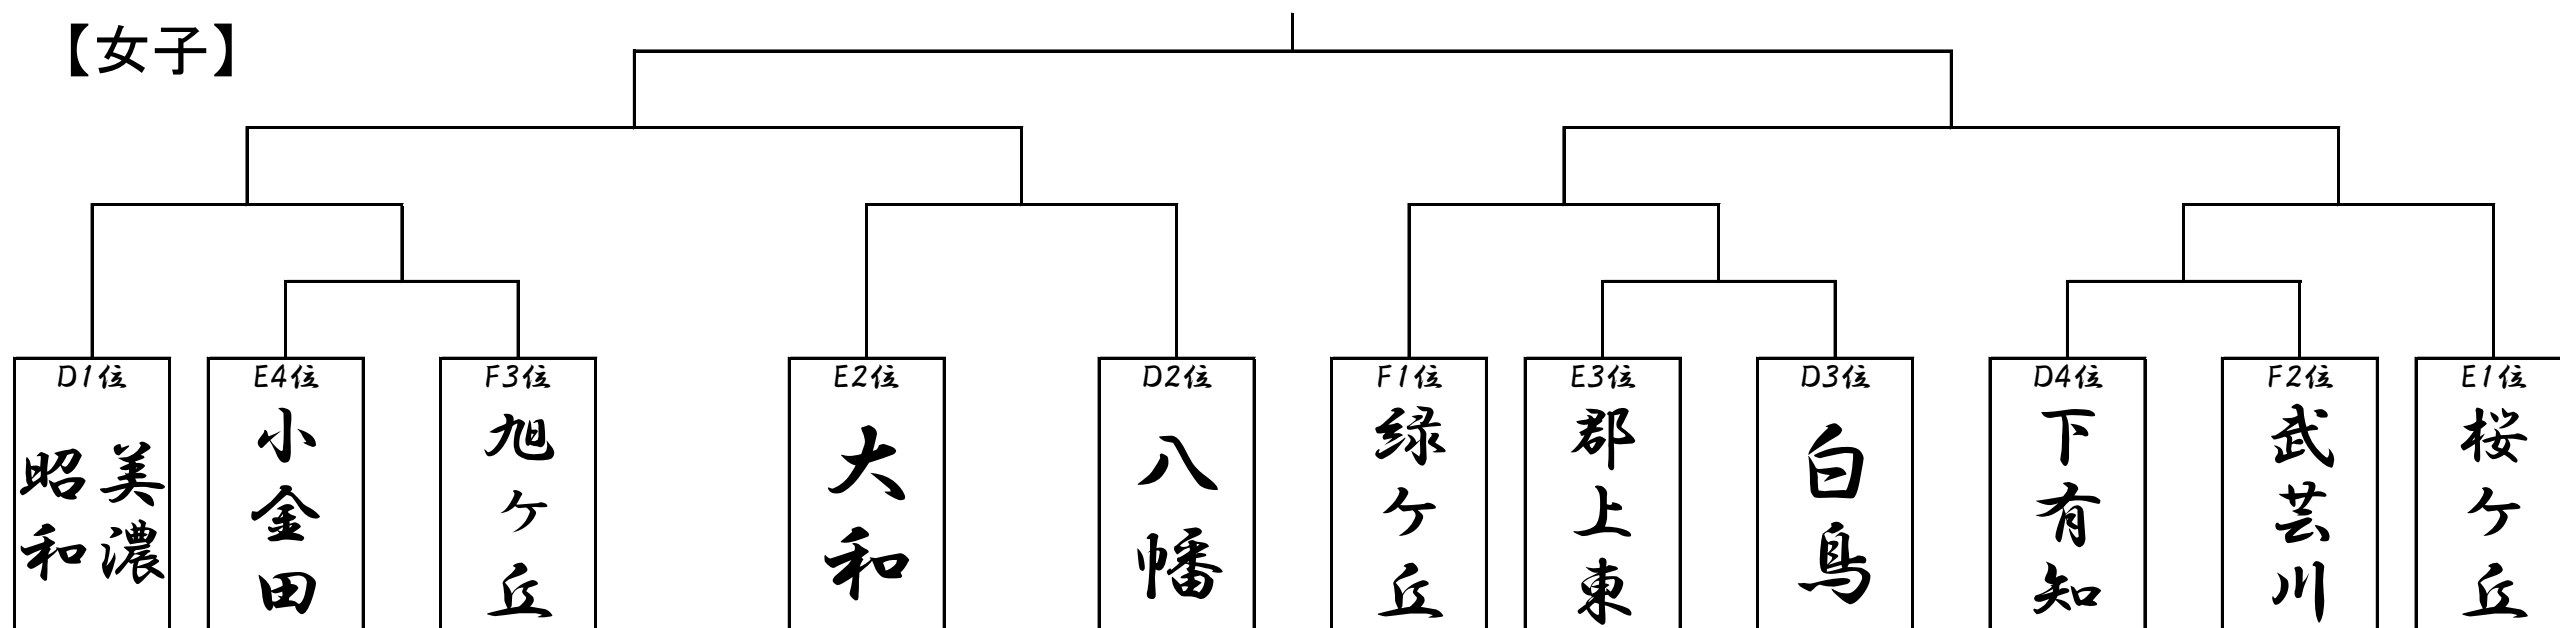 【女子】
D1位
美濃
昭和
E4位
小金田
F3位
旭ヶ丘
E2位
大和
D2位
八幡
F1位
緑ケ丘
E3位
郡上東
D3位
白鳥
D4位
下有知
F2位
武芸川
E1位
桜ケ丘